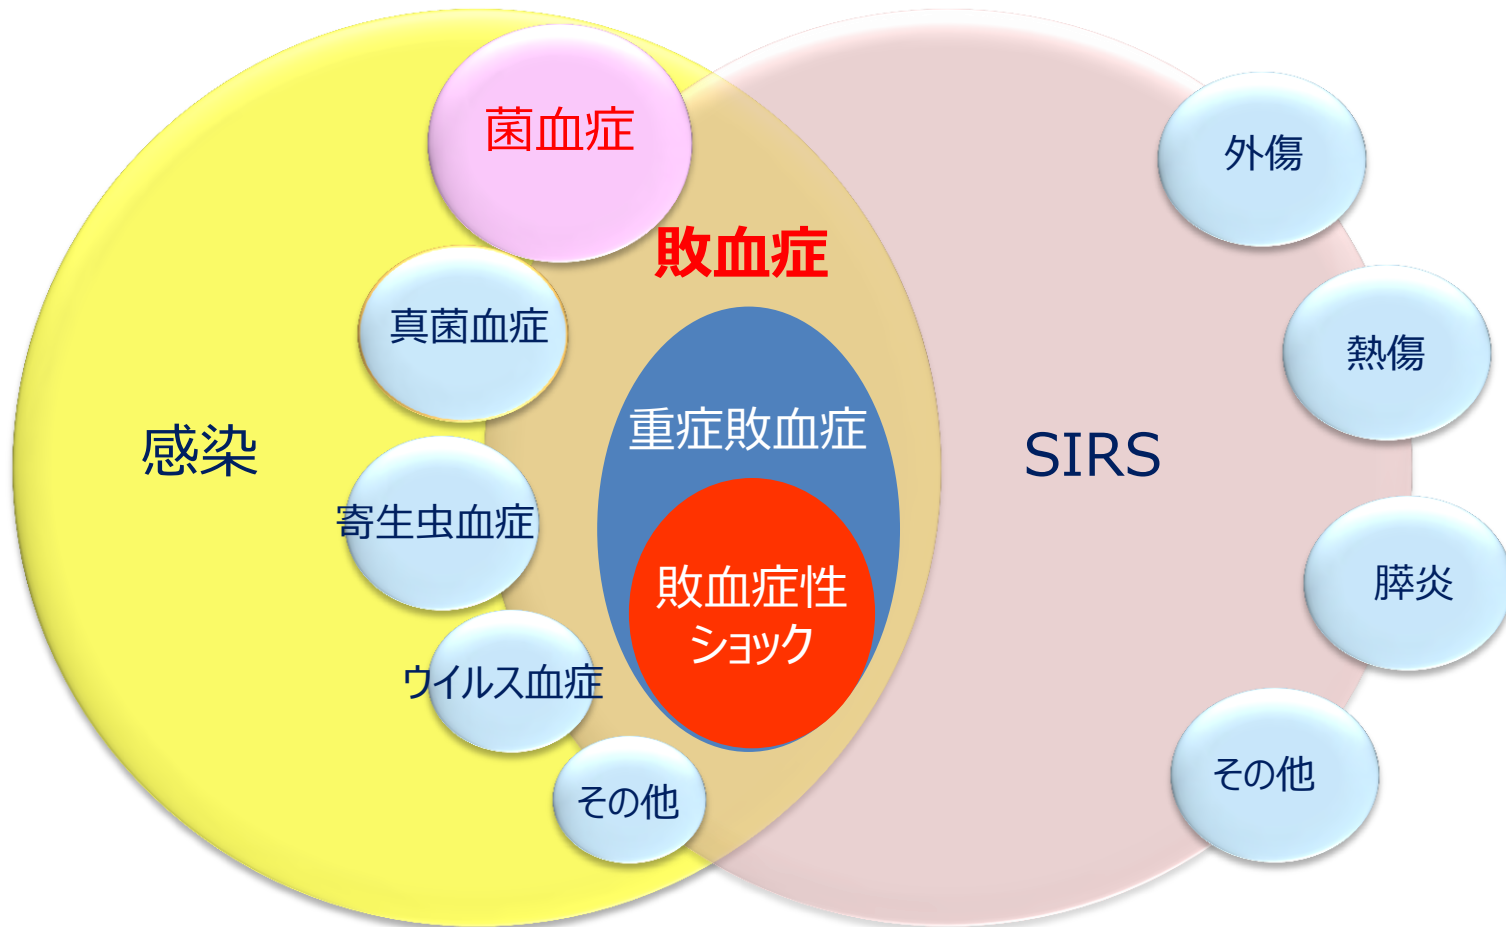 菌血症
外傷
敗血症
真菌血症
熱傷
重症敗血症
感染
SIRS
寄生虫血症
敗血症性
ショック
膵炎
ウイルス血症
その他
その他